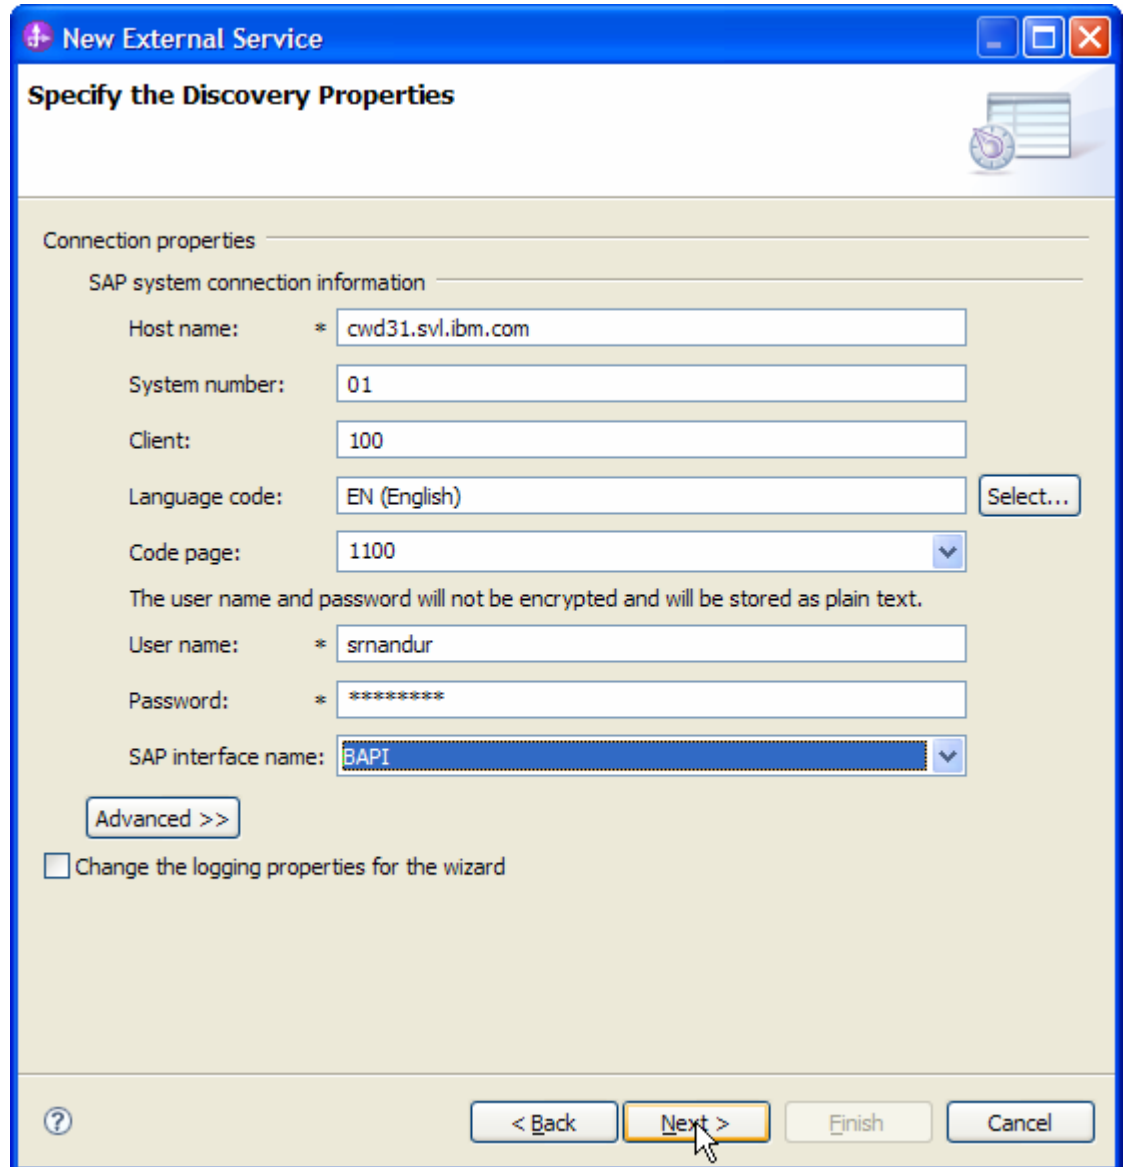 New External Service
Specify the Discovery Properties
Connection properties
SAP system connection information
Host name: * cwd31.svl.ibm.com
System number: 01
Client: 100
Language code: EN (English) Select...
Code page: 1100
The user name and password will not be encrypted and will be stored as plain text.
User name: * srnandur
Password: * ********
SAP interface name: BAPI
Advanced >>
Change the logging properties for the wizard
? < Back Next > Finish Cancel